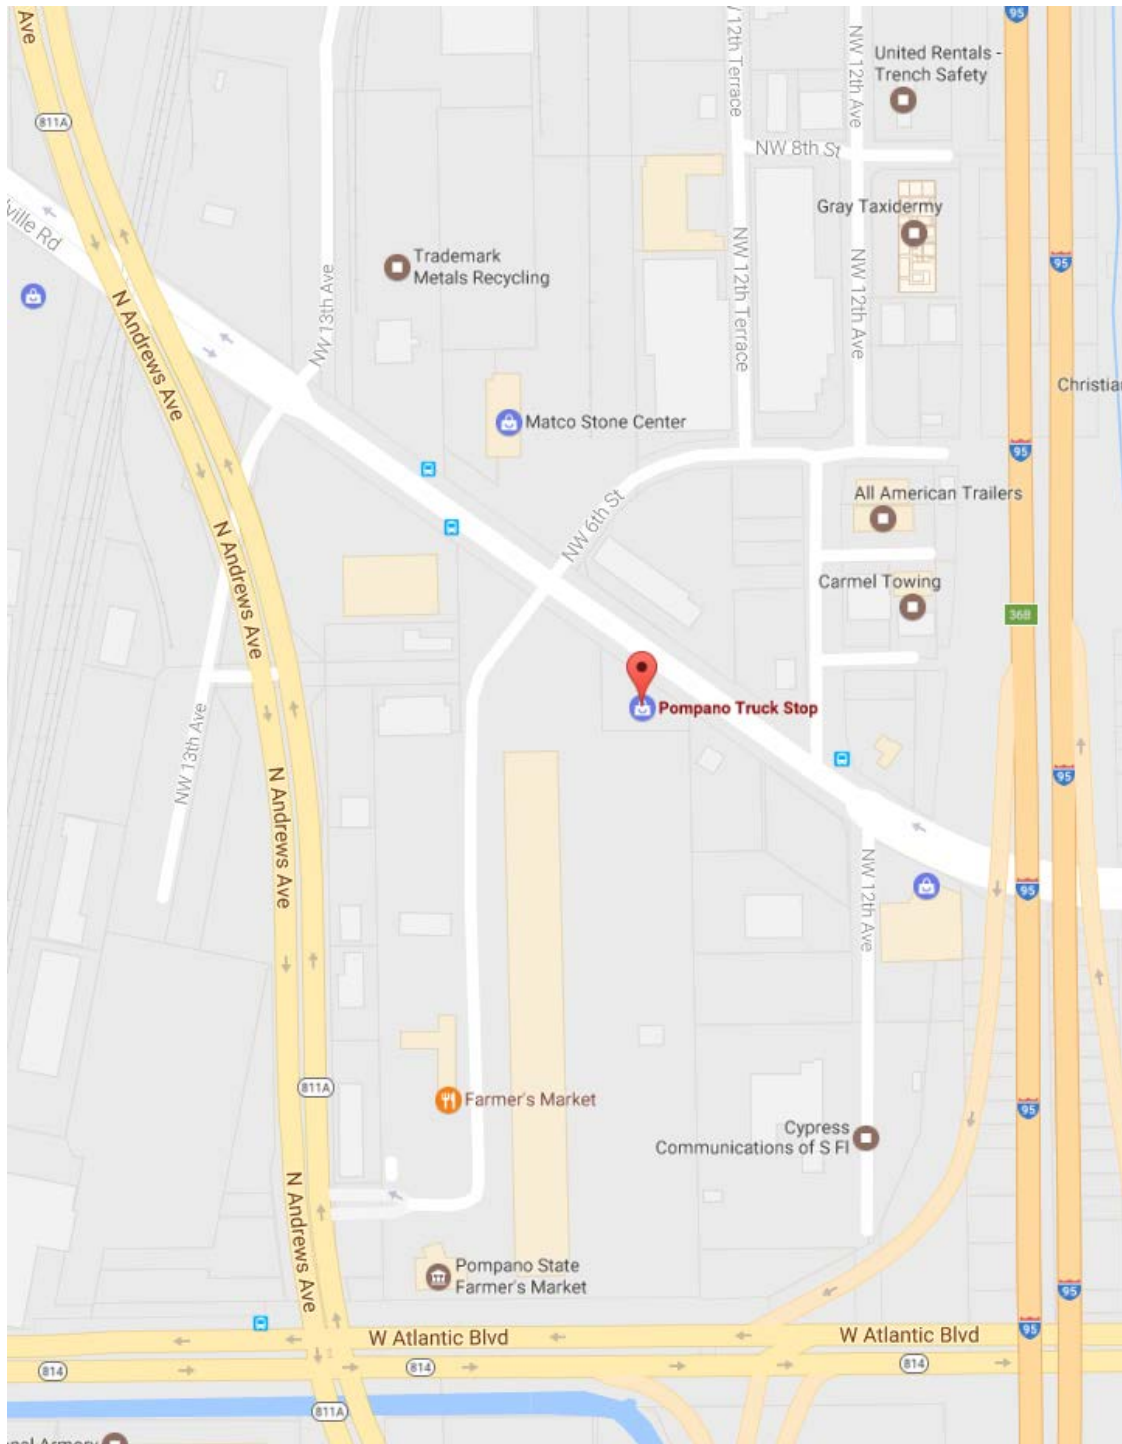 Ave
95
NW 12th Terrace
NW 12th Ave
United Rentals -
Trench Safety
811A
NW 8th St
Gray Taxidermy
ville Rd
95
Trademark
Metals Recycling
NW 13th Ave
N Andrews Ave
NW 12th Terrace
NW 12th Ave
Christia
Matco Stone Center
95
NW 6th St
All American Trailers
N Andrews Ave
Carmel Towing
36B
Pompano Truck Stop
NW 13th Ave
N Andrews Ave
95
NW 12th Ave
95
811A
Farmer's Market
95
Cypress
Communications of S Fl
N Andrews Ave
Pompano State
Farmer's Market
95
95
W Atlantic Blvd
W Atlantic Blvd
814
814
814
811A